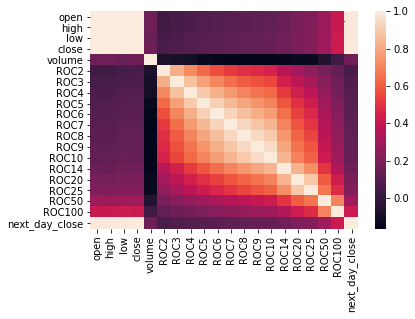 open
high
low
close
volume
ROC2
ROC3
ROC4
ROC5
ROC6
ROC7
ROC8
ROC9
ROC10
ROC14
ROC20
ROC25
ROC50
ROC100
next_day_close
open
high
low
close
volume
ROC2
ROC3
ROC4
ROC5
ROC6
ROC7
ROC8
ROC9
ROC10
ROC14
ROC20
ROC25
ROC50
ROC100
next_day_close
1.0
0.8
0.6
0.4
0.2
0.0